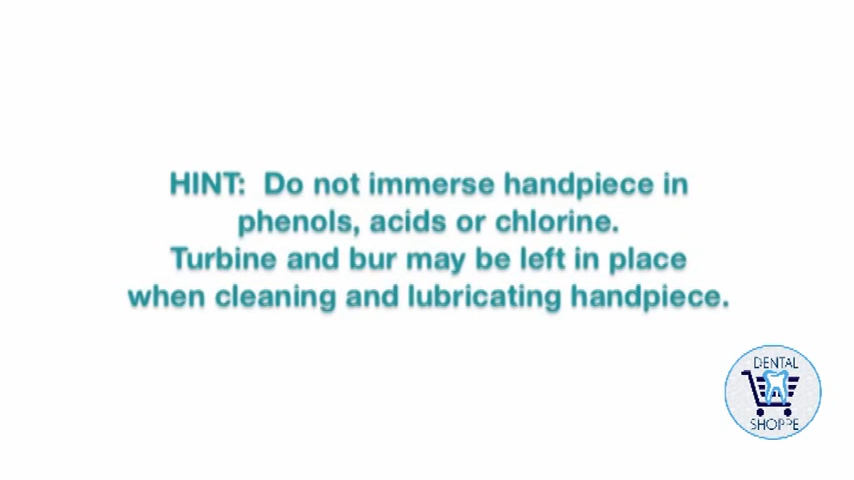 HINT: Do not immerse handpiece in
phenols, acids or chlorine.
Turbine and bur may be left in place
when cleaning and lubricating handpiece.
DENTAL
SHOPPE